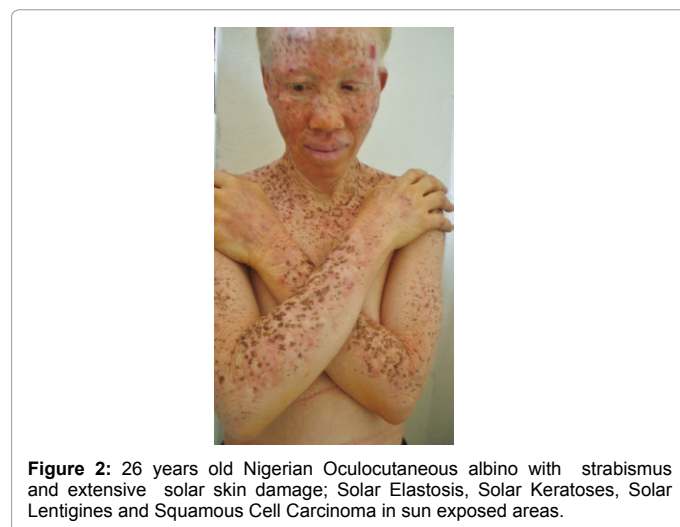 Figure 2: 26 years old Nigerian Oculocutaneous albino with strabismus
and extensive solar skin damage; Solar Elastosis, Solar Keratoses, Solar
Lentigines and Squamous Cell Carcinoma in sun exposed areas.